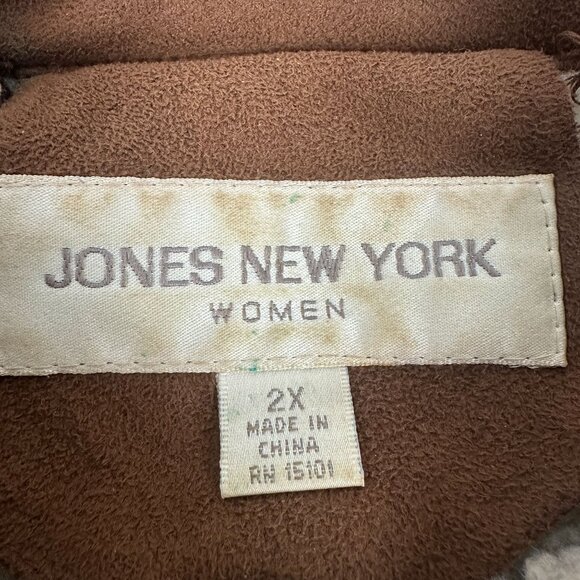 JONES NEW YORK
WOMEN
2X
MADE IN
CHINA
RN 15101